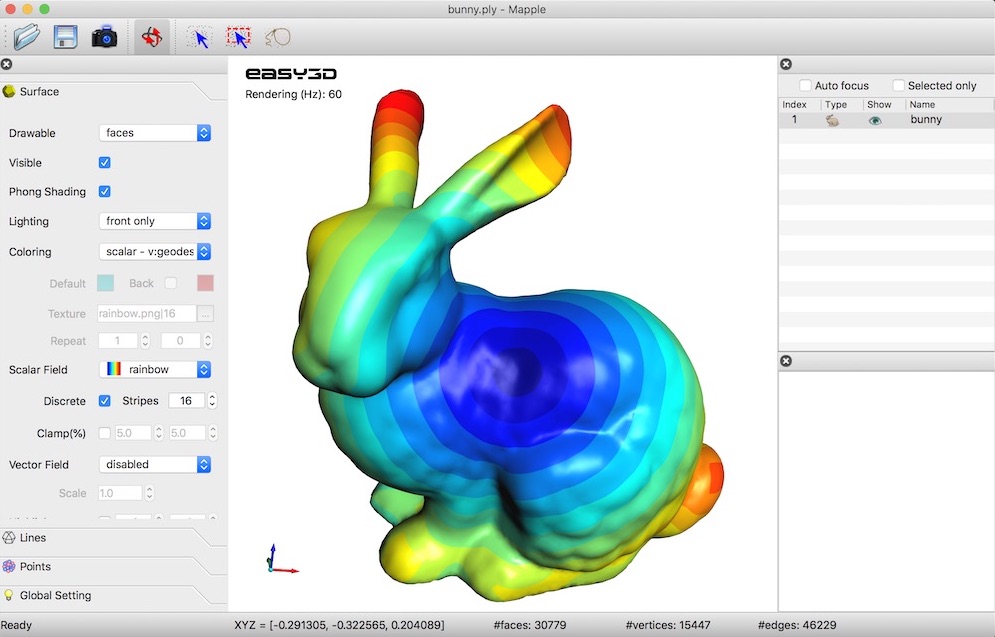 bunny.ply - Mapple
Surface
Drawable faces
Visible
Phong Shading
Lighting front only
Coloring scalar - v:geodes
Default Back
Texture rainbow.png|16 ...
Repeat 1 0
Scalar Field rainbow
Discrete Stripes 16
Clamp(%) 5.0 5.0
Vector Field disabled
Scale 1.0
Lines
Points
Global Setting
easy3D
Rendering (Hz): 60
Auto focus Selected only
Index Type Show Name
1 bunny
Ready XYZ = [-0.291305, -0.322565, 0.204089] #faces: 30779 #vertices: 15447 #edges: 46229